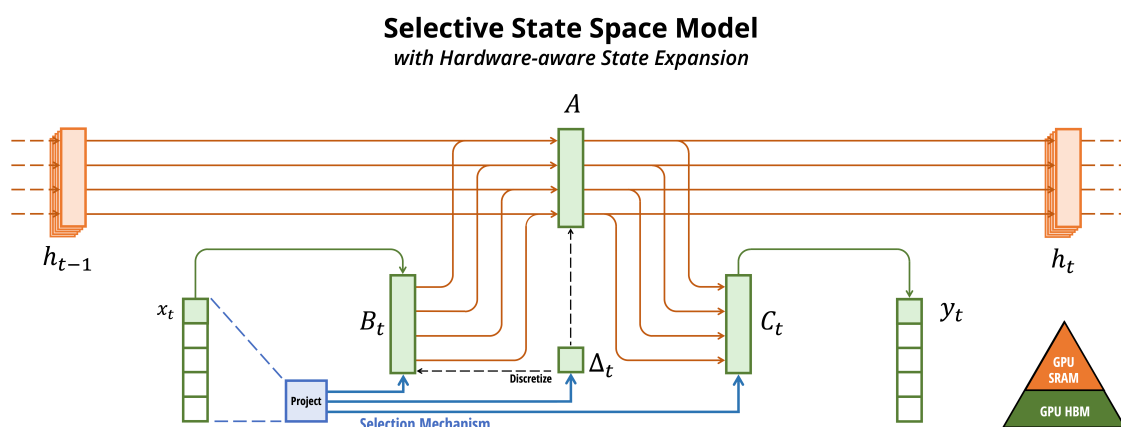 Selective State Space Model
with Hardware-aware State Expansion
A
h_{t−1}
h_t
x_t
B_t
C_t
y_t
Δ_t
Discretize
Project
Selection Mechanism
GPU
SRAM
GPU HBM